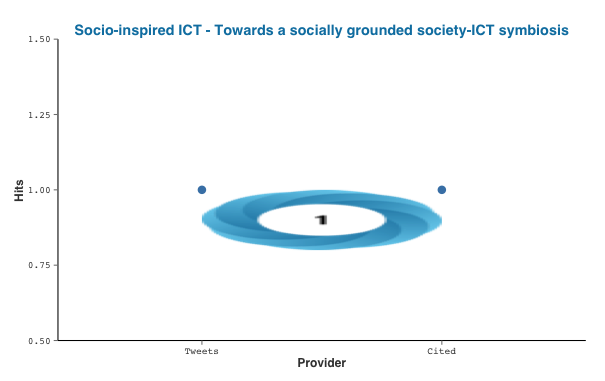 Socio-inspired ICT - Towards a socially grounded society-ICT symbiosis
1.50
1.25
1.00
0.75
0.50
Hits
1
Tweets
Cited
Provider